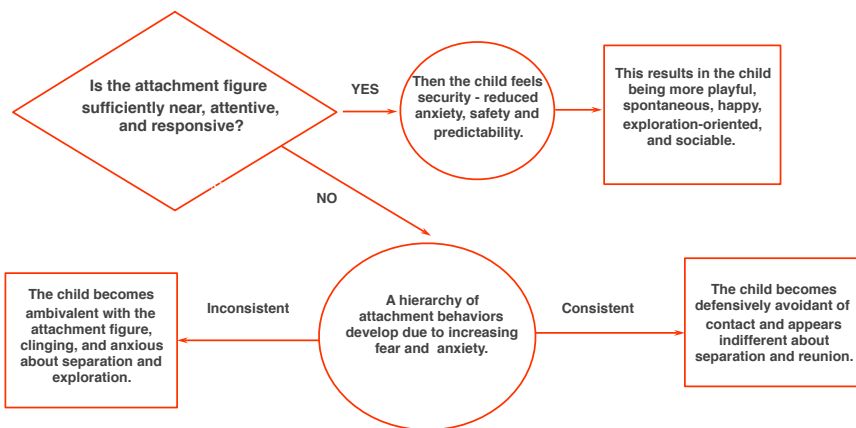 Is the attachment figure
sufficiently near, attentive,
and responsive?
YES
Then the child feels
security - reduced
anxiety, safety and
predictability.
This results in the child
being more playful,
spontaneous, happy,
exploration-oriented,
and sociable.
NO
The child becomes
ambivalent with the
attachment figure,
clinging, and anxious
about separation and
exploration.
Inconsistent
A hierarchy of
attachment behaviors
develop due to increasing
fear and anxiety.
Consistent
The child becomes
defensively avoidant of
contact and appears
indifferent about
separation and reunion.